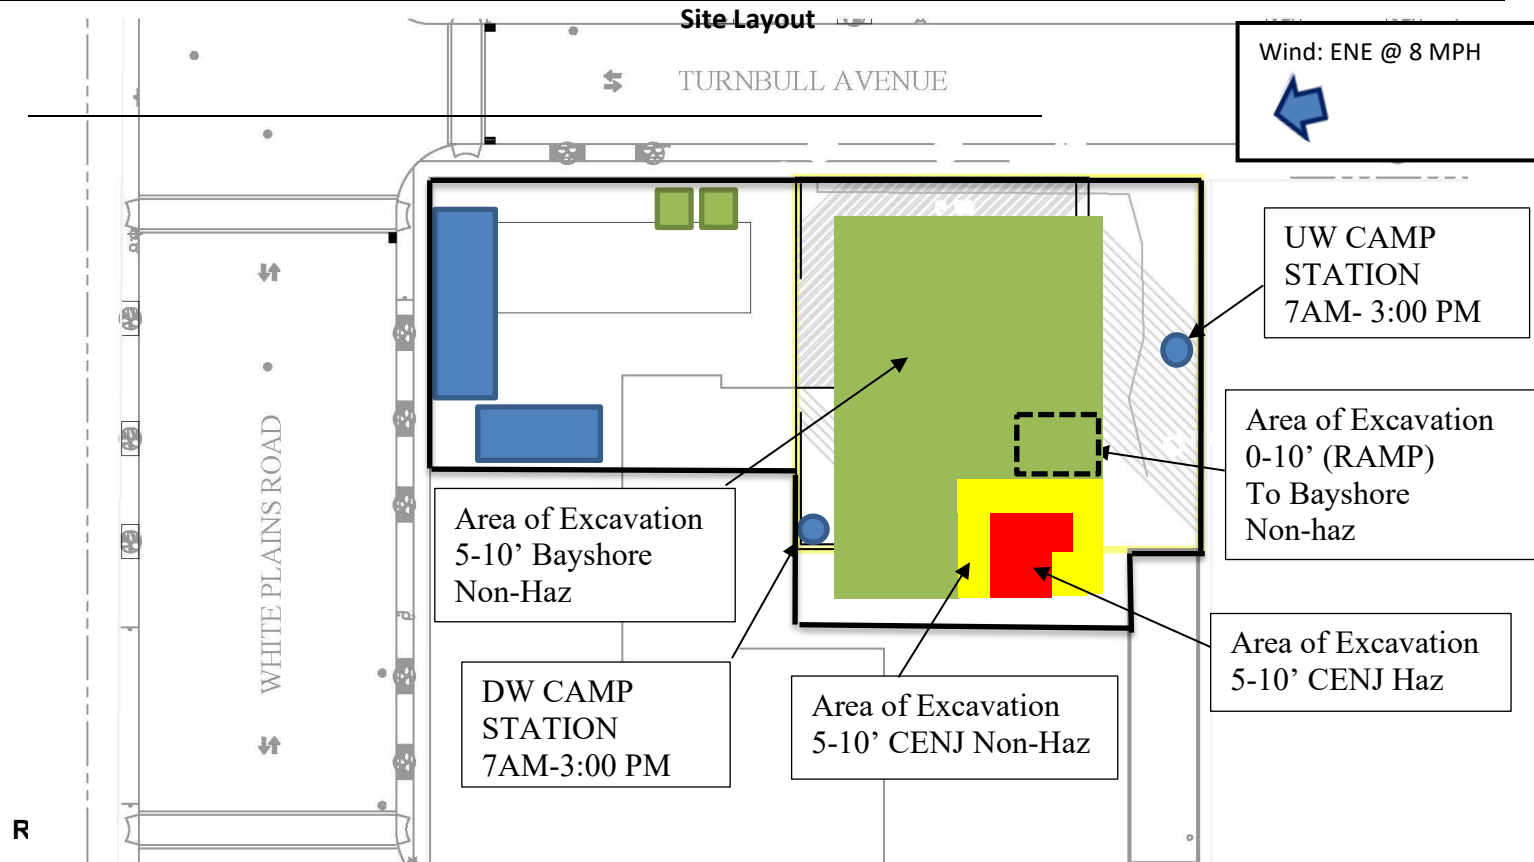 Site Layout
Wind: ENE @ 8 MPH
TURNBULL AVENUE
UW CAMP
STATION
7AM- 3:00 PM
Area of Excavation
0-10’ (RAMP)
To Bayshore
Non-haz
WHITE PLAINS ROAD
Area of Excavation
5-10’ Bayshore
Non-Haz
Area of Excavation
5-10’ CENJ Haz
DW CAMP
STATION
7AM-3:00 PM
Area of Excavation
5-10’ CENJ Non-Haz
R